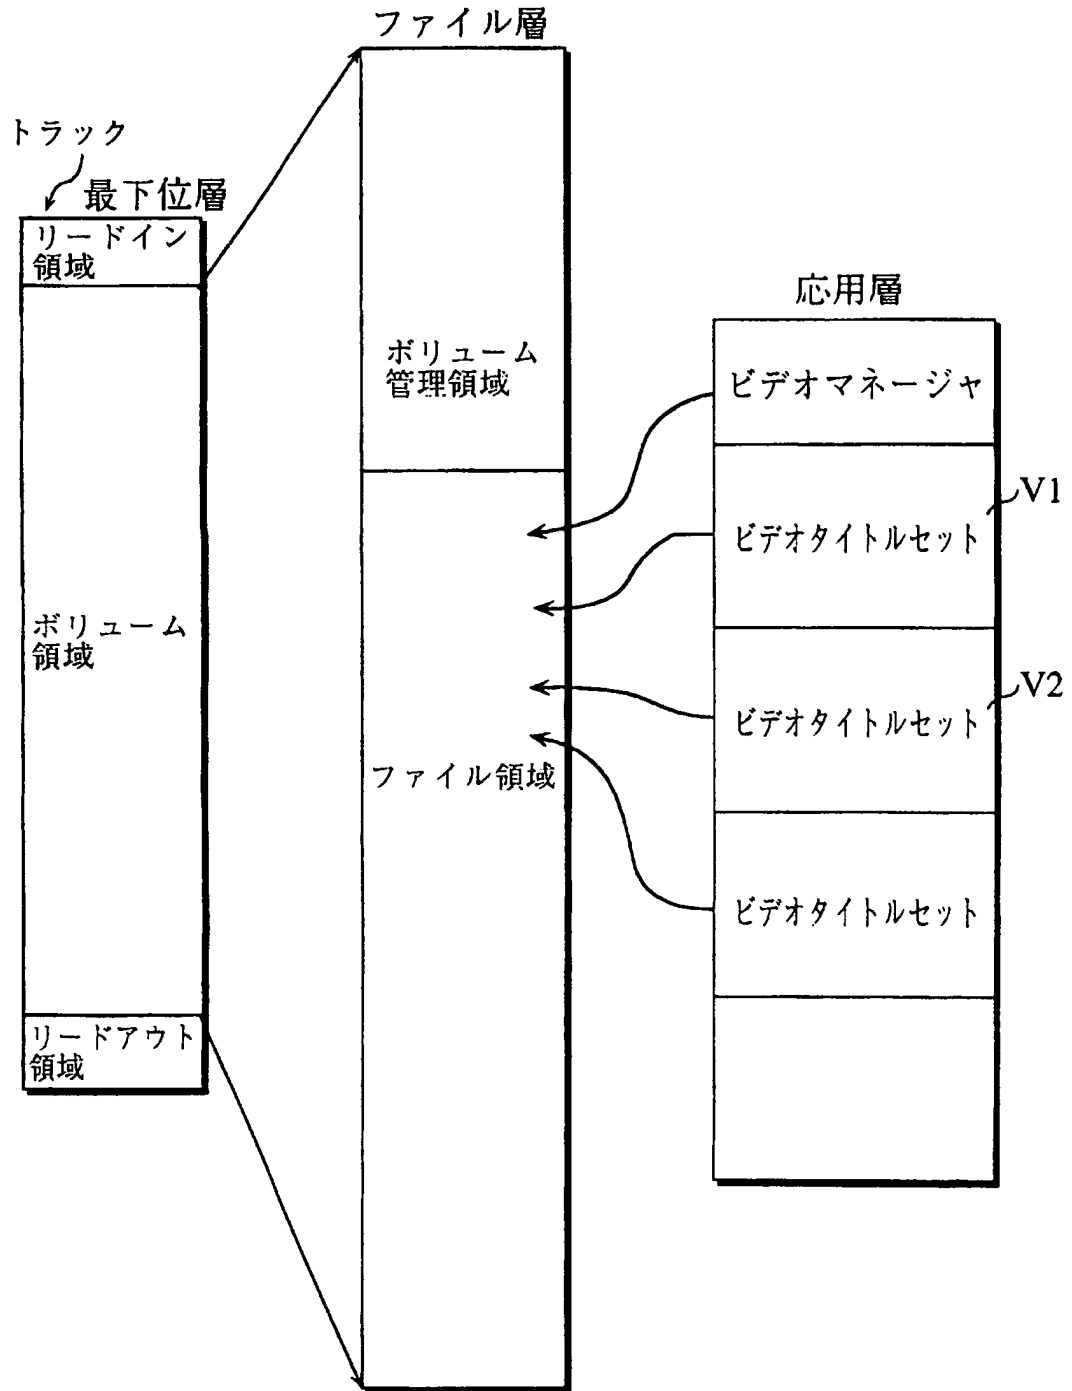 ファイル層
トラック
最下位層
リードイン
領域
ボリューム
領域
リードアウト
領域
ボリューム
管理領域
ファイル領域
応用層
ビデオマネージャ
ビデオタイトルセット
V1
ビデオタイトルセット
V2
ビデオタイトルセット